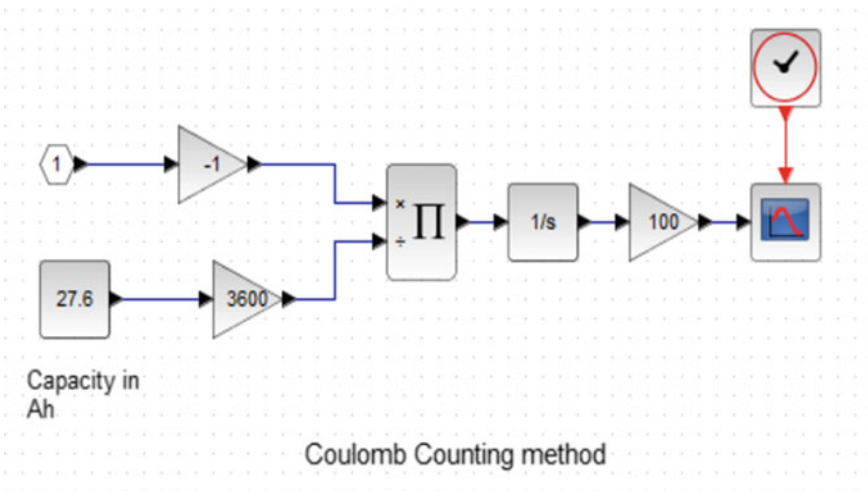 1
-1
×
÷
∏
1/s
100
27.6
3600
Capacity in
Ah
Coulomb Counting method